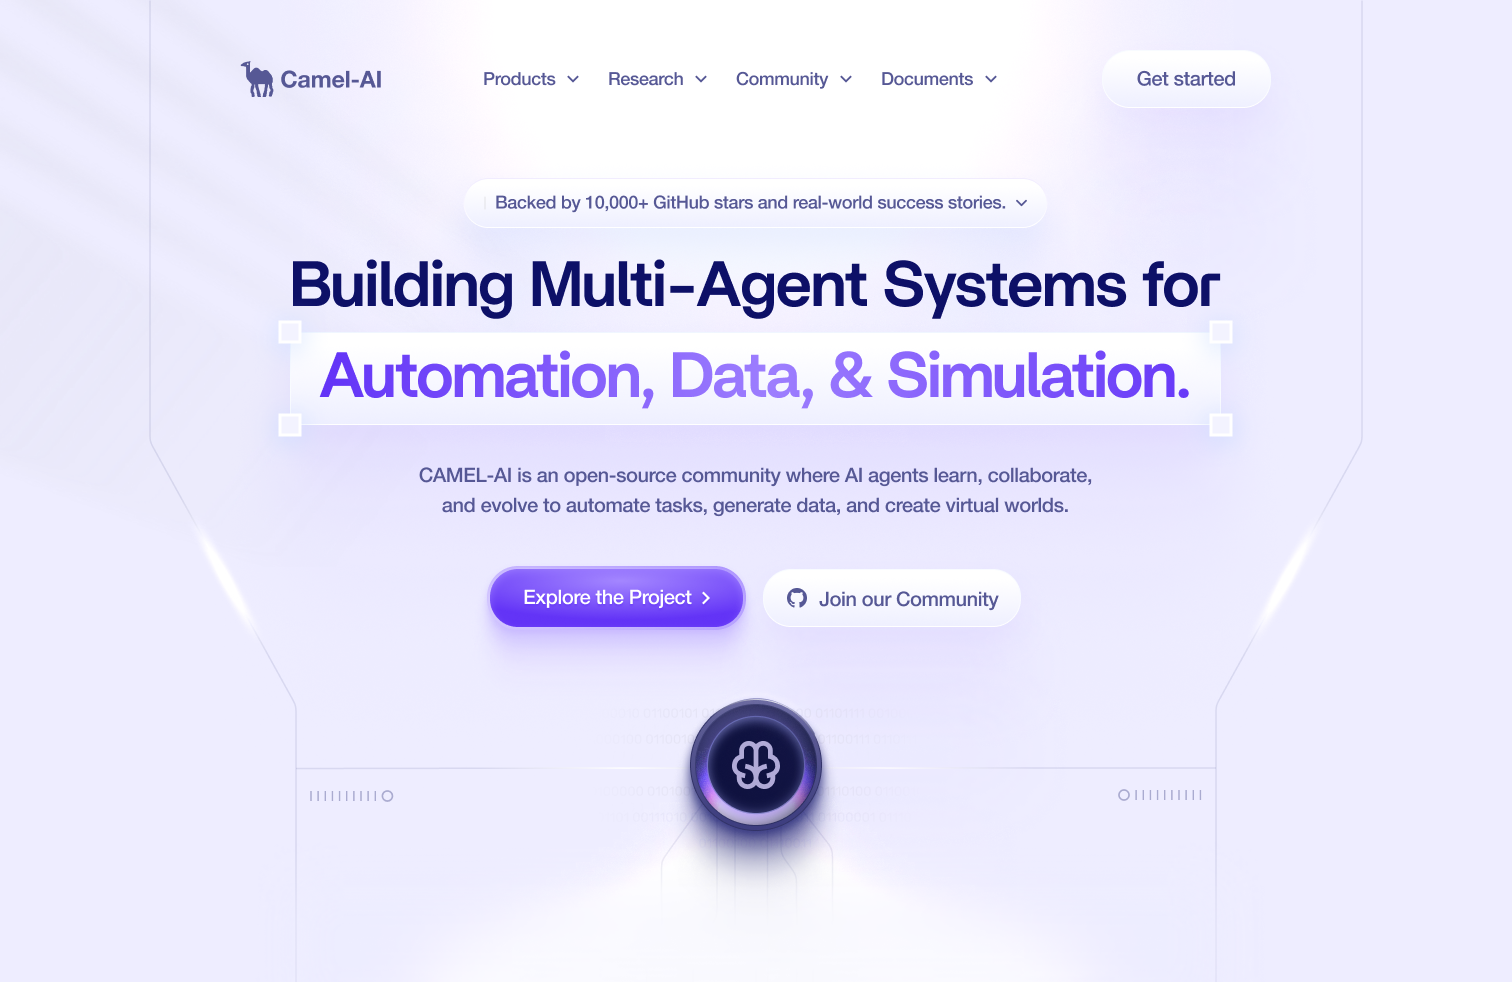 Camel-AI
Products
Research
Community
Documents
Get started
Backed by 10,000+ GitHub stars and real-world success stories.
Building Multi-Agent Systems for
Automation, Data, & Simulation.
CAMEL-AI is an open-source community where AI agents learn, collaborate,
and evolve to automate tasks, generate data, and create virtual worlds.
Explore the Project
Join our Community